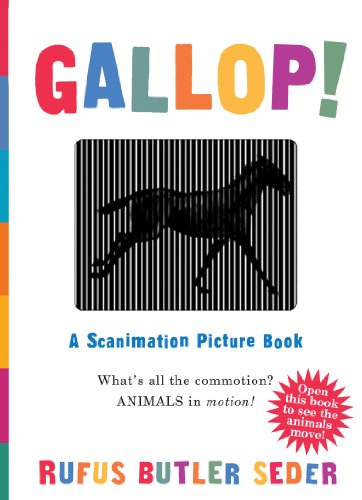 GALLOP!
A Scanimation Picture Book
What's all the commotion?
ANIMALS in motion!
Open
this book
to see the
animals
move!
RUFUS BUTLER SEDER